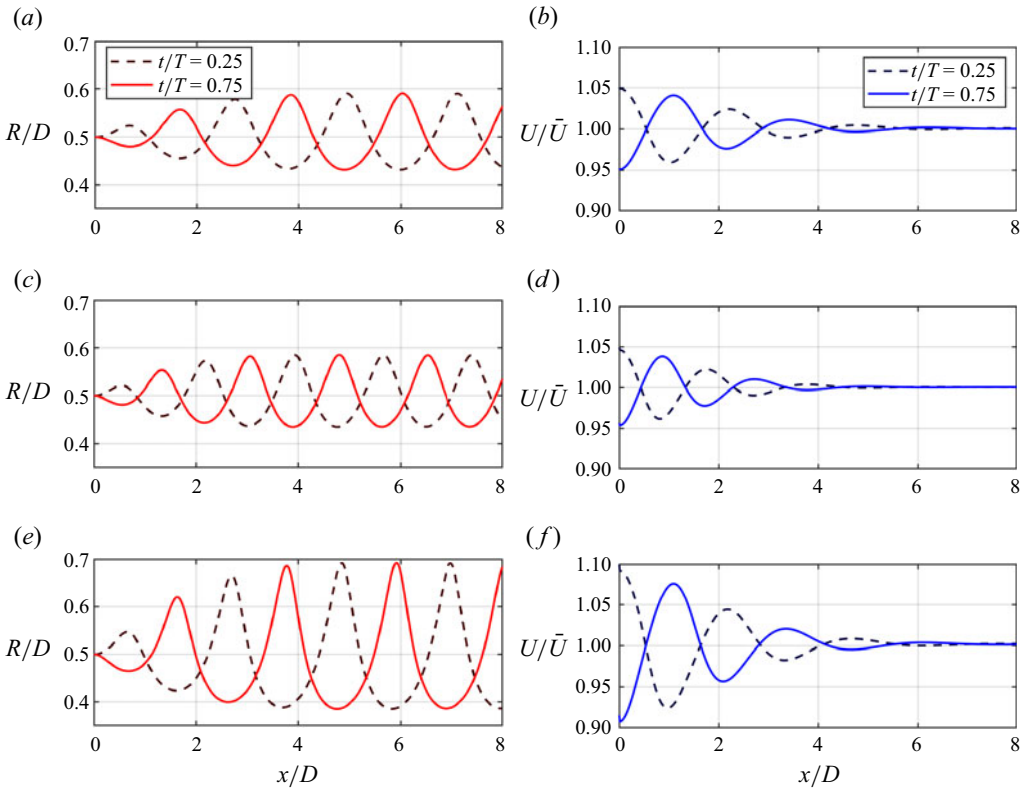 (a)
0.7
0.6
R/D 0.5
0.4
0 2 4 6 8
t/T = 0.25
t/T = 0.75
(b)
1.10
1.05
U/Ū 1.00
0.95
0.90
0 2 4 6 8
t/T = 0.25
t/T = 0.75
(c)
0.7
0.6
R/D 0.5
0.4
0 2 4 6 8
(d)
1.10
1.05
U/Ū 1.00
0.95
0.90
0 2 4 6 8
(e)
0.7
0.6
R/D 0.5
0.4
0 2 4 6 8
x/D
(f)
1.10
1.05
U/Ū 1.00
0.95
0.90
0 2 4 6 8
x/D